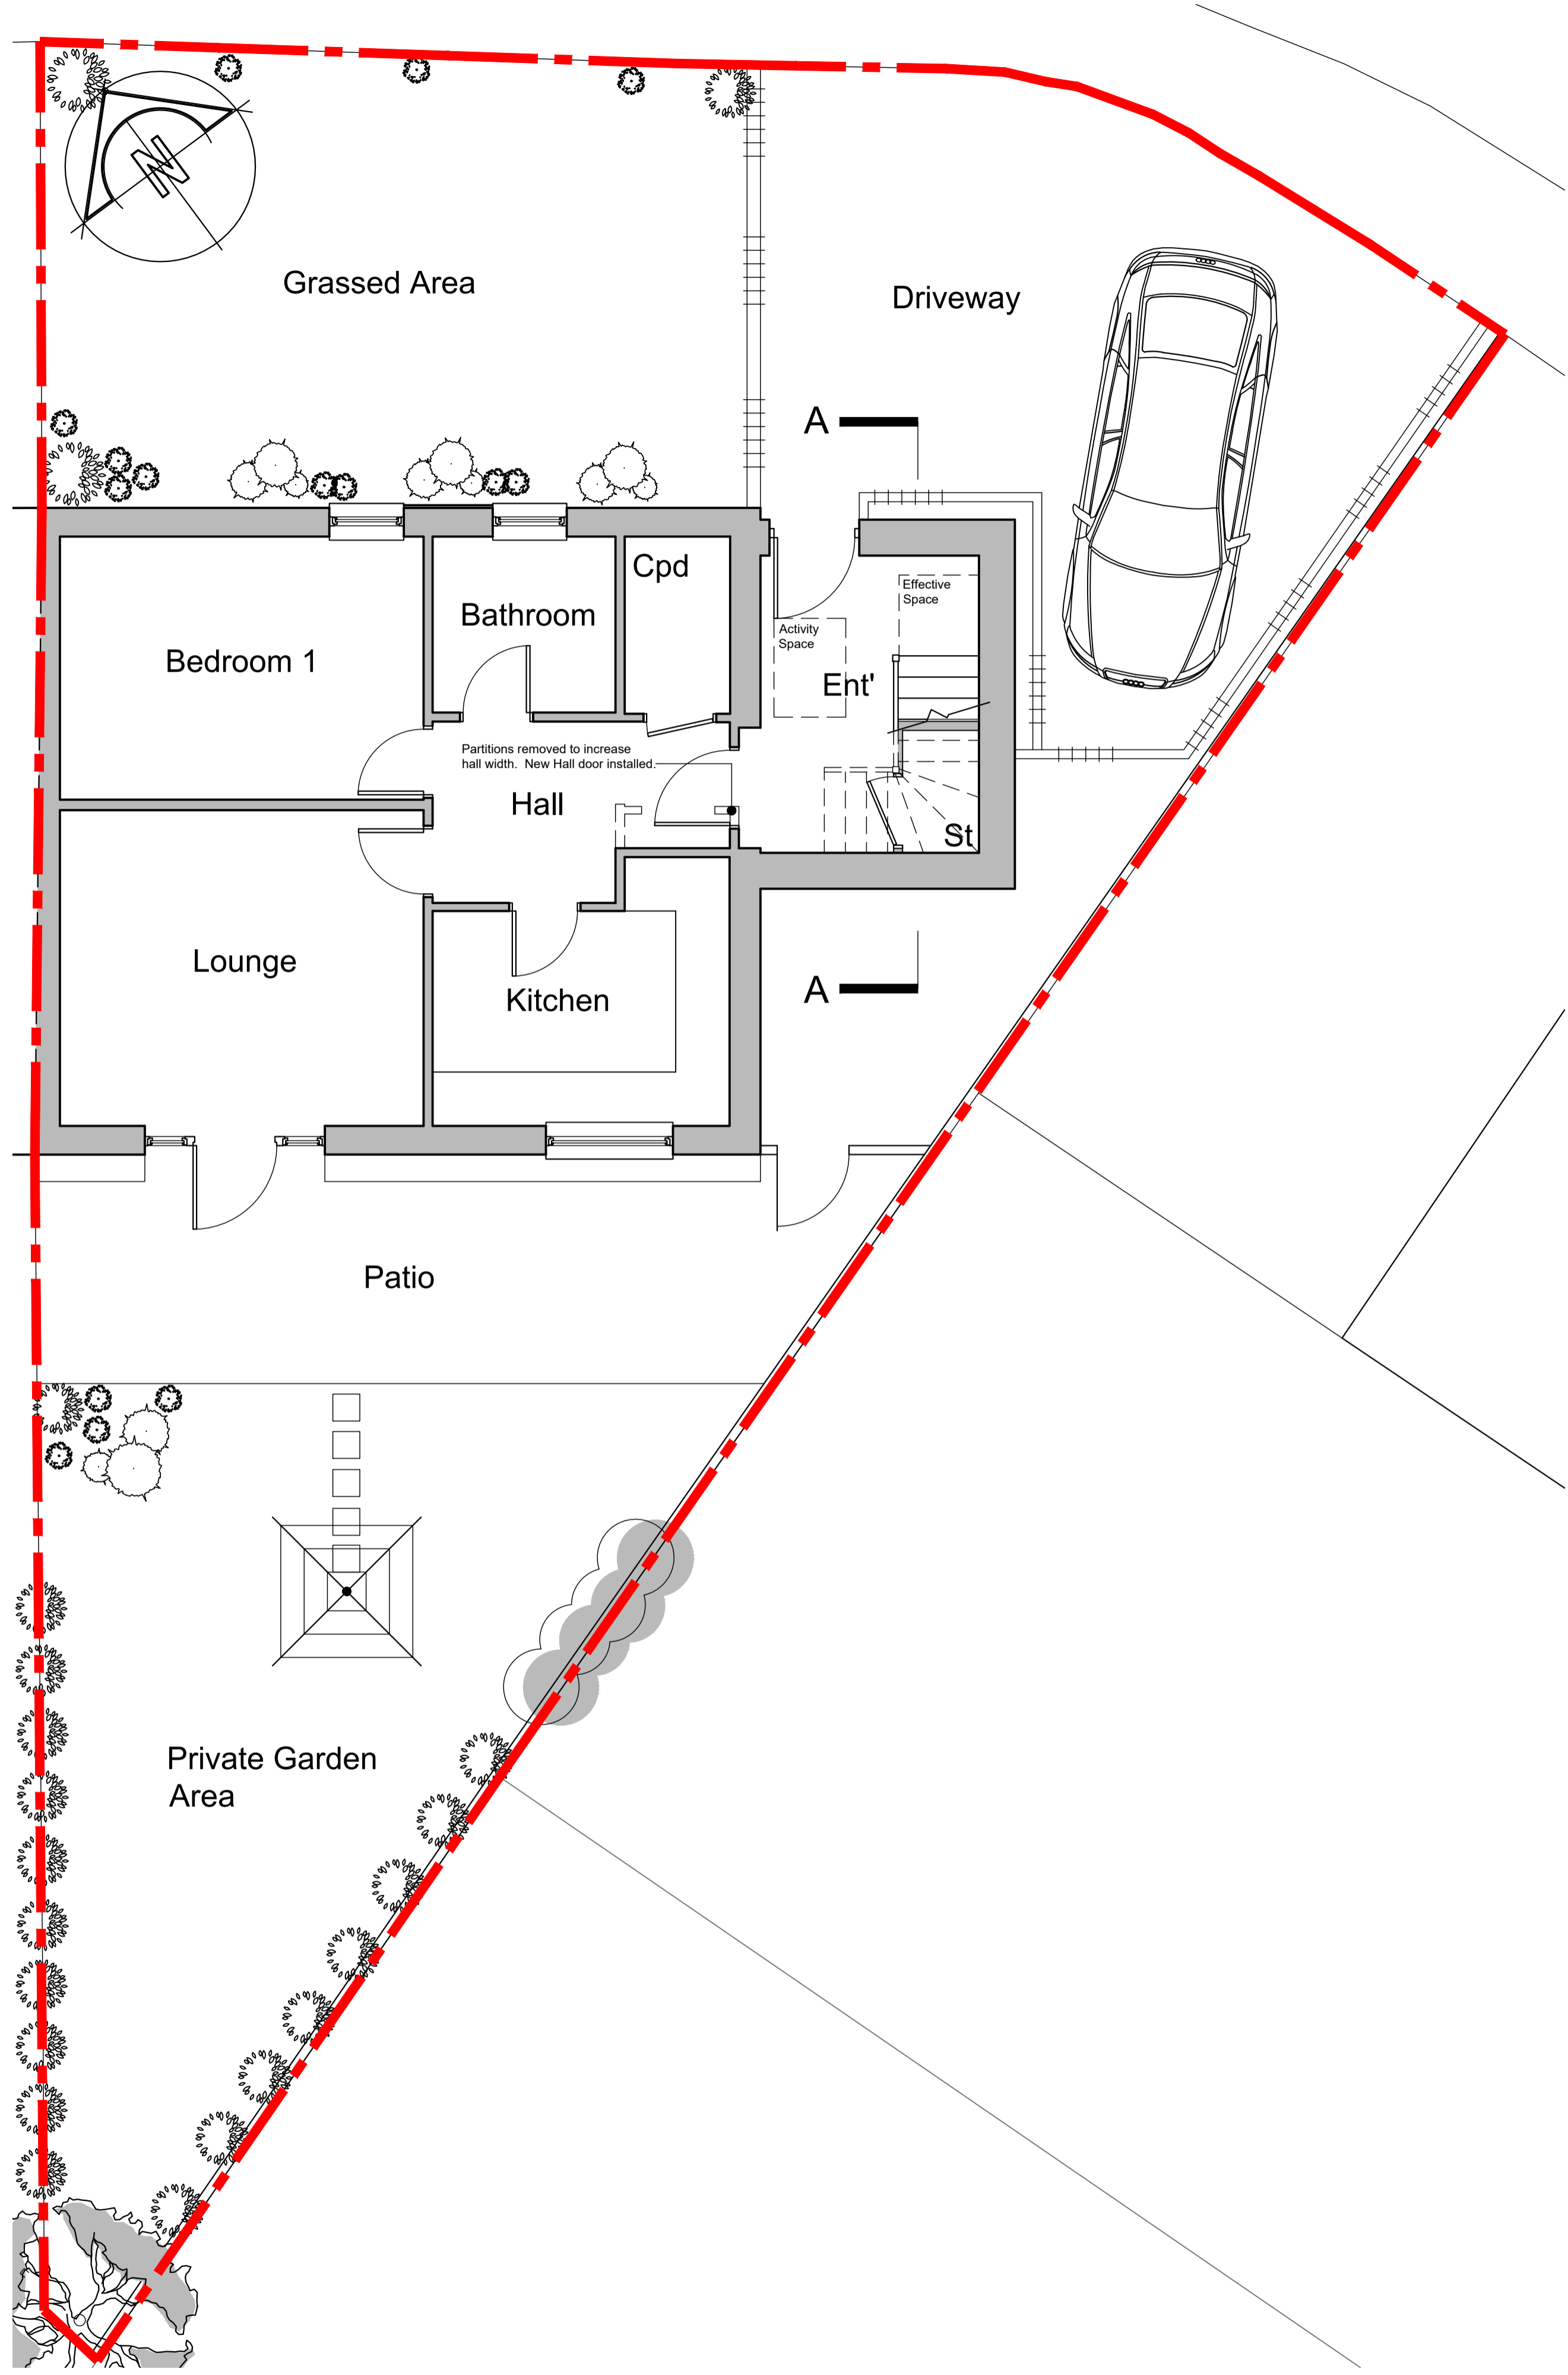 N
Grassed Area
Driveway
A
Cpd
Effective
Space
Bathroom
Activity
Space
Bedroom 1
Ent'
Partitions removed to increase
hall width.  New Hall door installed.
Hall
St
Lounge
A
Kitchen
Patio
Private Garden
Area